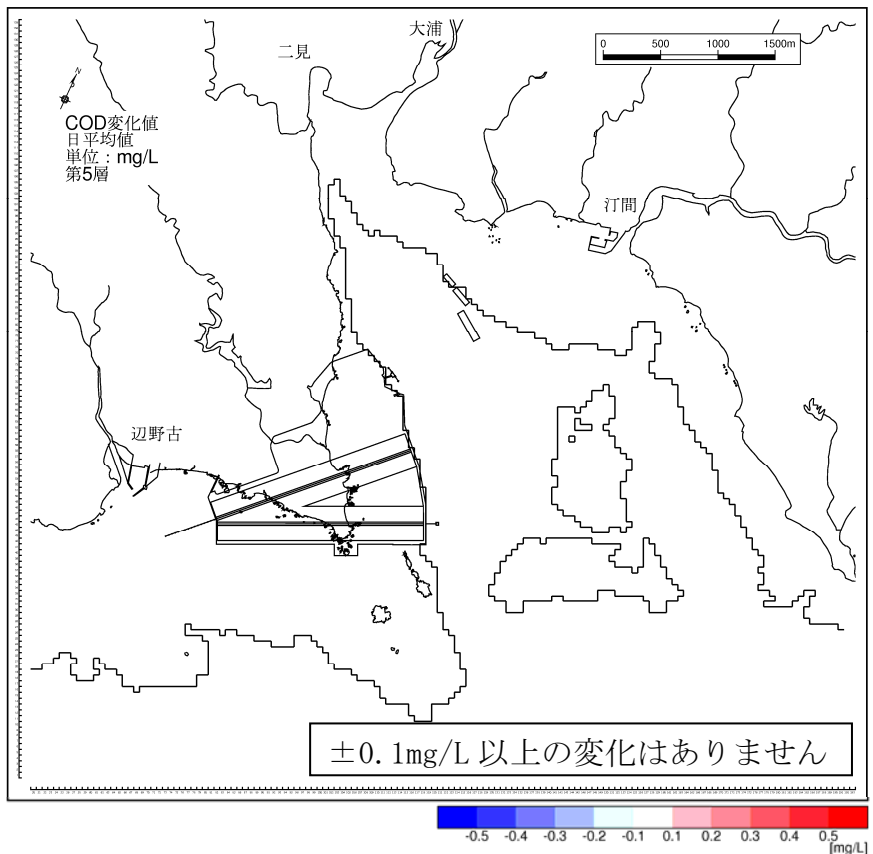 大浦
二見
0 500 1000 1500m
N
COD変化値
日平均値
単位：mg/L
第5層
汀間
辺野古
±0.1mg/L 以上の変化はありません
-0.5 -0.4 -0.3 -0.2 -0.1 0.1 0.2 0.3 0.4 0.5
[mg/L]